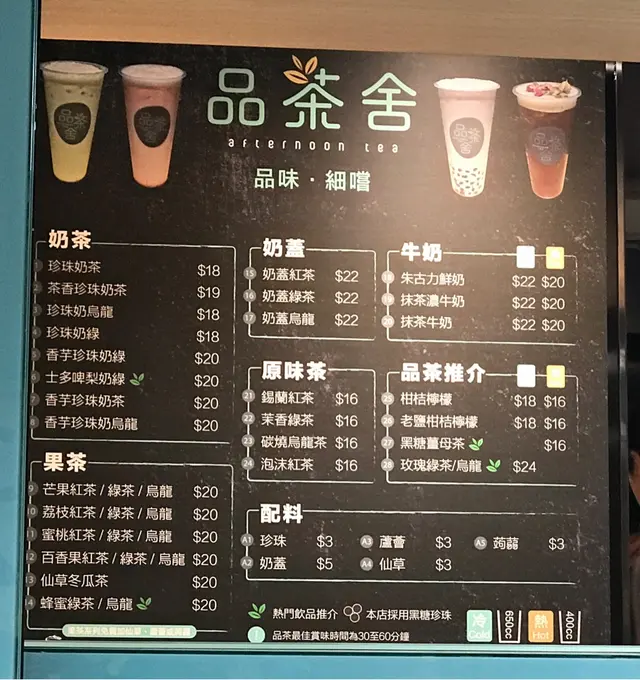 品茶舍
afternoon tea
品味·細嚐
奶茶
珍珠奶茶 $18
茶香珍珠奶茶 $19
珍珠奶烏龍 $18
珍珠奶綠 $18
香芋珍珠奶綠 $20
士多啤梨奶綠 $20
香芋珍珠奶茶 $20
香芋珍珠奶烏龍 $20
果茶
芒果紅茶/綠茶/烏龍 $20
荔枝紅茶/綠茶/烏龍 $20
蜜桃紅茶/綠茶/烏龍 $20
百香果紅茶/綠茶/烏龍 $20
仙草冬瓜茶 $20
蜂蜜綠茶/烏龍 $20
奶蓋
15 奶蓋紅茶 $22
16 奶蓋綠茶 $22
17 奶蓋烏龍 $22
原味茶
21 錫蘭紅茶 $16
22 茉香綠茶 $16
23 碳燒烏龍茶 $16
24 泡沫紅茶 $16
牛奶
18 朱古力鮮奶 $22 $20
19 抹茶濃牛奶 $22 $20
20 抹茶牛奶 $22 $20
品茶推介
25 柑桔檸檬 $18 $16
26 老鹽柑桔檸檬 $18 $16
27 黑糖薑母茶 $16
28 玫瑰綠茶/烏龍 $24
配料
A1 珍珠 $3 A3 蘆薈 $3 A5 蒟蒻 $3
A2 奶蓋 $5 A4 仙草 $3
熱門飲品推介 本店採用黑糖珍珠
品茶最佳賞味時間為30至60分鐘
冷 Cold 650cc 熱 Hot 400cc
品茶舍
品茶舍
品茶舍